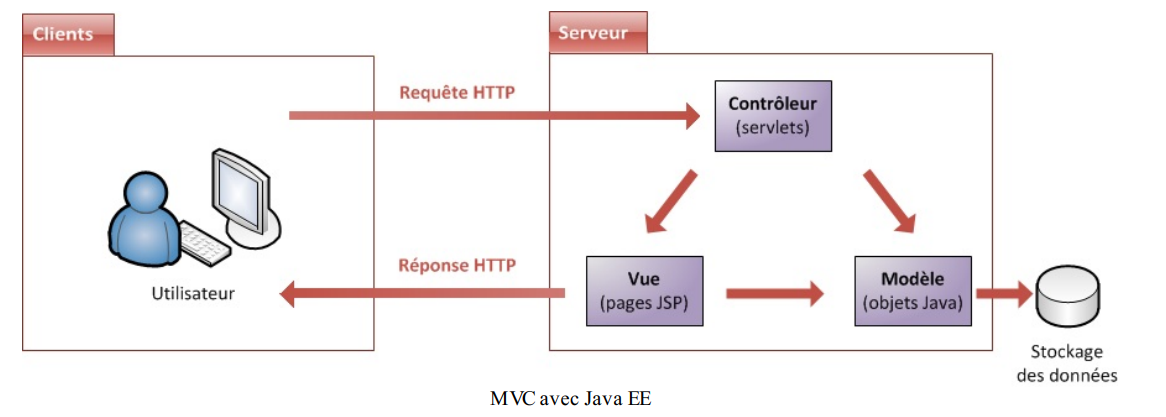 Clients
Serveur
Requête HTTP
Contrôleur
(servlets)
Réponse HTTP
Utilisateur
Vue
(pages JSP)
Modèle
(objets Java)
Stockage
des données
MVC avec Java EE